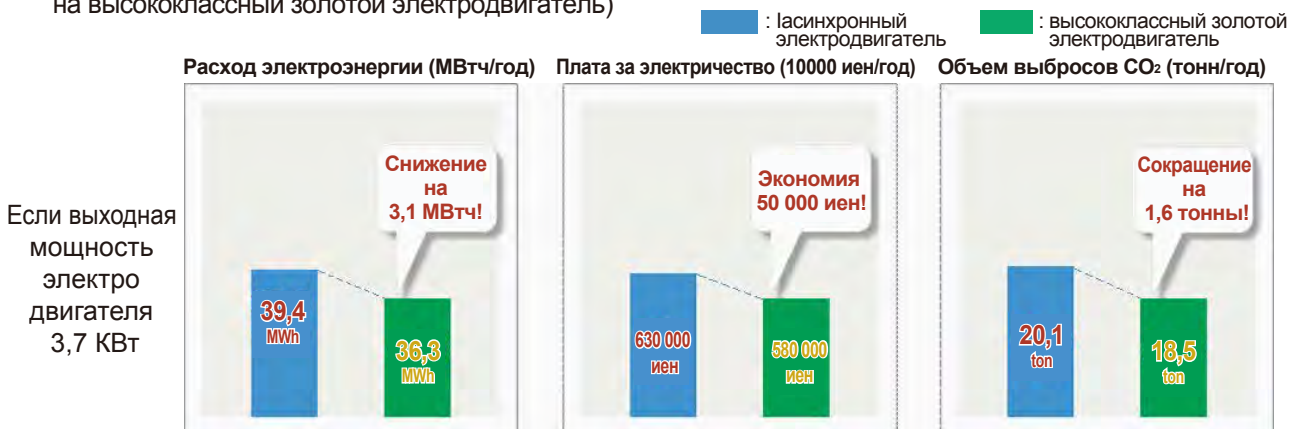 на высококлассный золотой электродвигатель)
: Iасинхронный
электродвигатель
: высококлассный золотой
электродвигатель
Расход электроэнергии (МВтч/год)
Плата за электричество (10000 иен/год)
Объем выбросов CO₂ (тонн/год)
Если выходная
мощность
электро
двигателя
3,7 КВт
39,4
MWh
36,3
MWh
Снижение
на
3,1 МВтч!
630 000
иен
580 000
иен
Экономия
50 000 иен!
20,1
ton
18,5
ton
Сокращение
на
1,6 тонны!